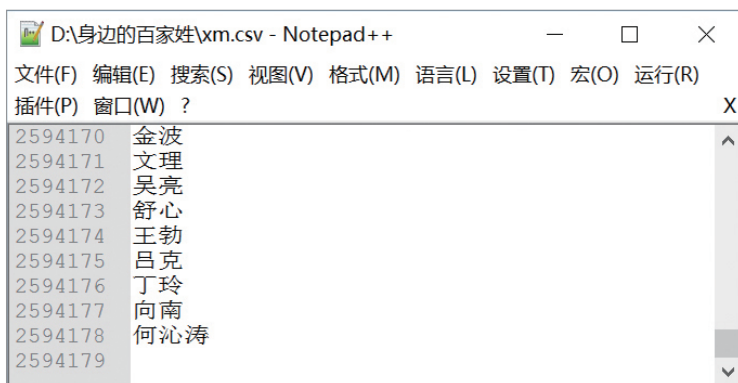 D:\身边的百家姓\xm.csv - Notepad++
文件(F) 编辑(E) 搜索(S) 视图(V) 格式(M) 语言(L) 设置(T) 宏(O) 运行(R)
插件(P) 窗口(W) ? X
2594170 金波
2594171 文理
2594172 吴亮
2594173 舒心
2594174 王勃
2594175 吕克
2594176 丁玲
2594177 向南
2594178 何沁涛
2594179